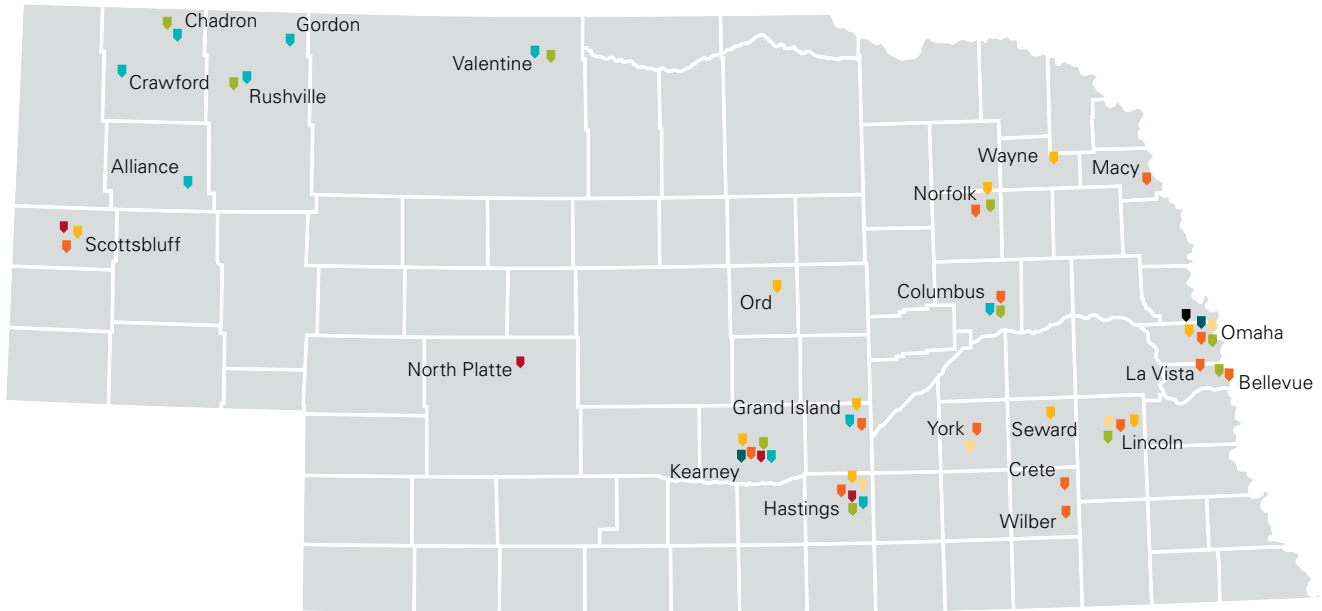 Chadron
Gordon
Valentine
Crawford
Rushville
Alliance
Wayne
Macy
Norfolk
Scottsbluff
Ord
Columbus
Omaha
North Platte
La Vista
Bellevue
Grand Island
York
Seward
Lincoln
Kearney
Crete
Hastings
Wilber